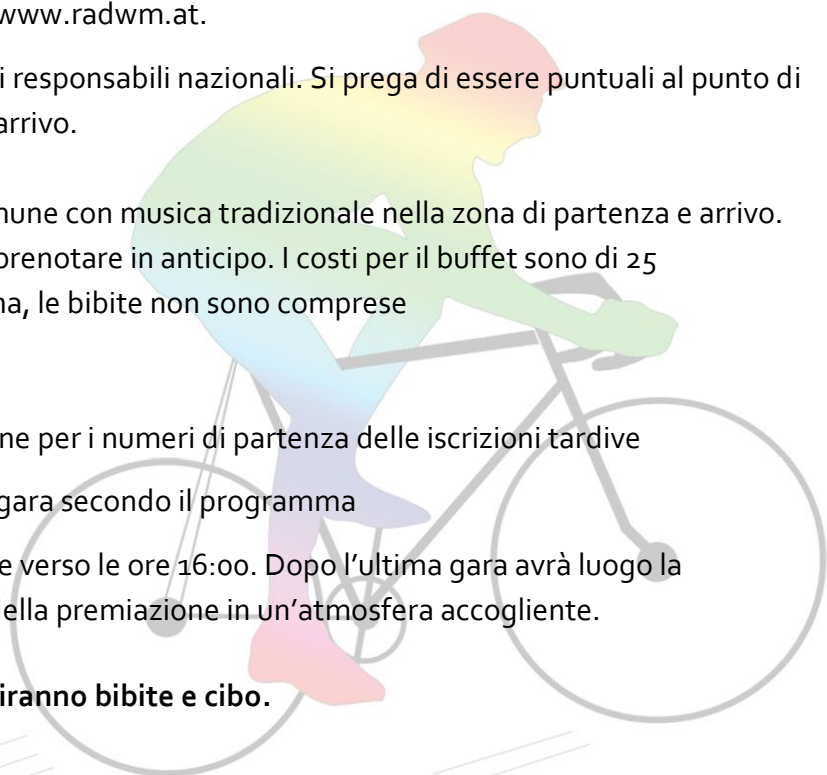 www.radwm.at.
i responsabili nazionali. Si prega di essere puntuali al punto di
arrivo.
nune con musica tradizionale nella zona di partenza e arrivo.
prenotare in anticipo. I costi per il buffet sono di 25
na, le bibite non sono comprese
ne per i numeri di partenza delle iscrizioni tardive
gara secondo il programma
e verso le ore 16:00. Dopo l’ultima gara avrà luogo la
della premiazione in un’atmosfera accogliente.
iranno bibite e cibo.